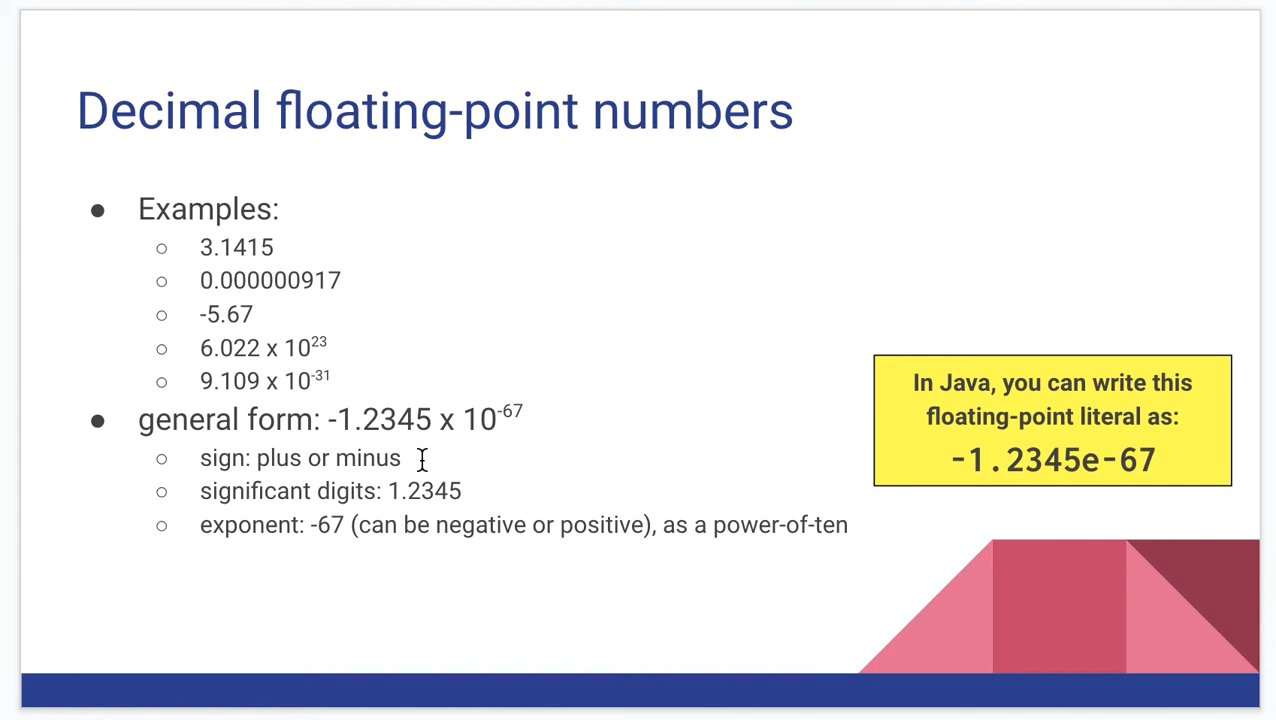 Decimal floating-point numbers
● Examples:
○ 3.1415
○ 0.000000917
○ -5.67
○ 6.022 x 10²³
○ 9.109 x 10⁻³¹
● general form: -1.2345 x 10⁻⁶⁷
○ sign: plus or minus
○ significant digits: 1.2345
○ exponent: -67 (can be negative or positive), as a power-of-ten
In Java, you can write this
floating-point literal as:
-1.2345e-67